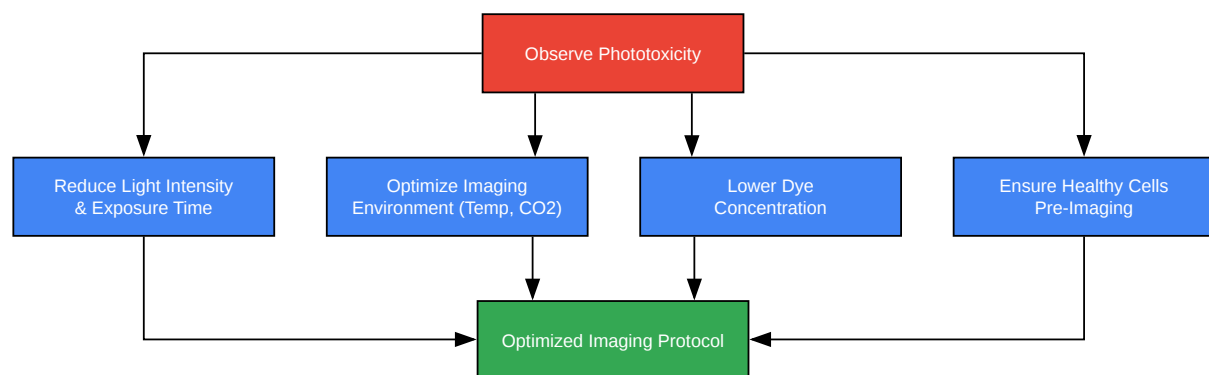 Observe Phototoxicity
Reduce Light Intensity
& Exposure Time
Optimize Imaging
Environment (Temp, CO2)
Lower Dye
Concentration
Ensure Healthy Cells
Pre-Imaging
Optimized Imaging Protocol